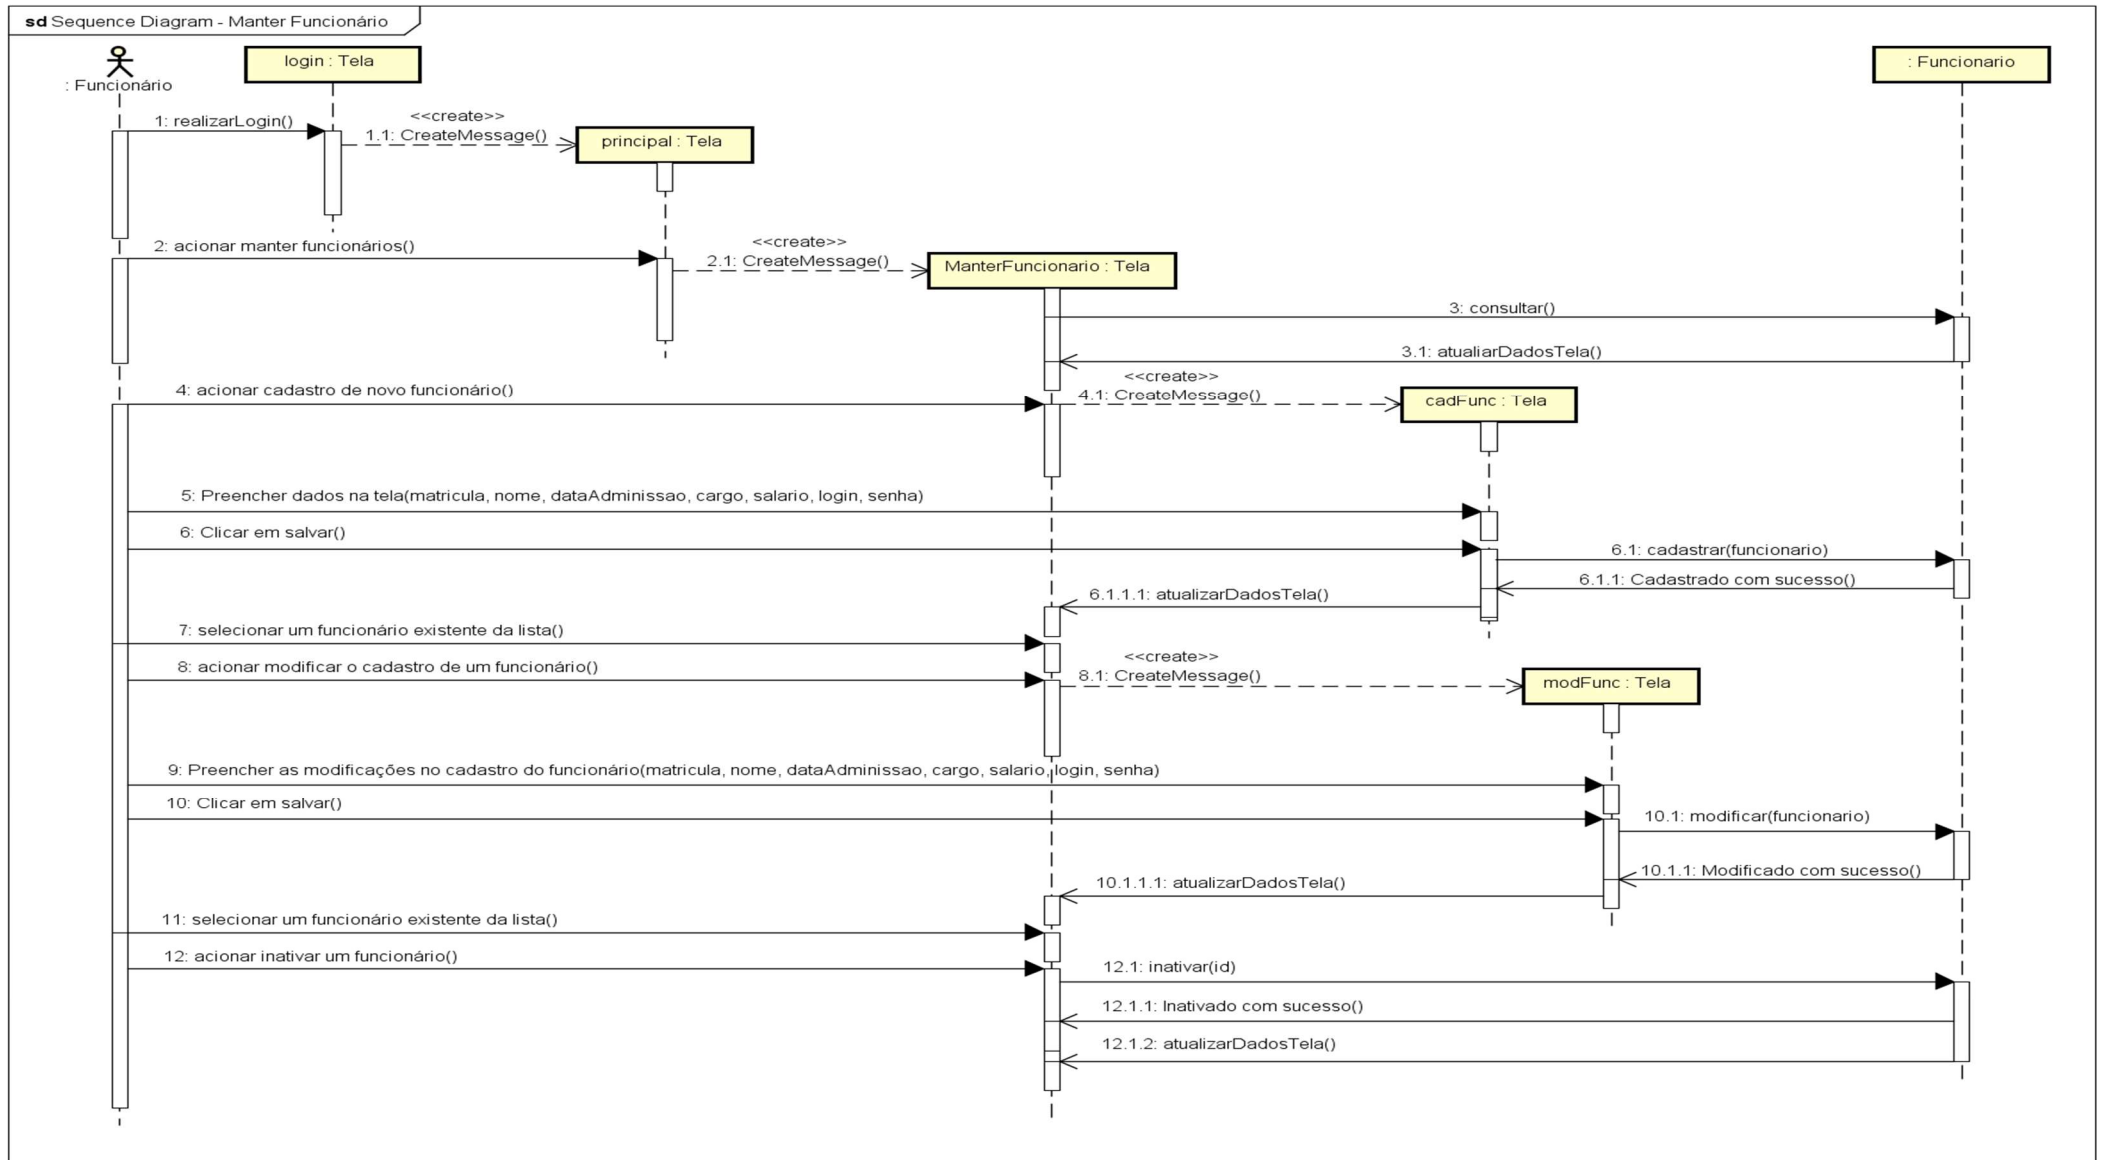 sd Sequence Diagram - Manter Funcionário
: Funcionário
login : Tela
: Funcionario
1: realizarLogin()
<<create>>
1.1: CreateMessage()
principal : Tela
2: acionar manter funcionários()
<<create>>
2.1: CreateMessage()
ManterFuncionario : Tela
3: consultar()
3.1: atualiarDadosTela()
4: acionar cadastro de novo funcionário()
<<create>>
4.1: CreateMessage()
cadFunc : Tela
5: Preencher dados na tela(matricula, nome, dataAdminissao, cargo, salario, login, senha)
6: Clicar em salvar()
6.1: cadastrar(funcionario)
6.1.1: Cadastrado com sucesso()
6.1.1.1: atualizarDadosTela()
7: selecionar um funcionário existente da lista()
8: acionar modificar o cadastro de um funcionário()
<<create>>
8.1: CreateMessage()
modFunc : Tela
9: Preencher as modificações no cadastro do funcionário(matricula, nome, dataAdminissao, cargo, salario, login, senha)
10: Clicar em salvar()
10.1: modificar(funcionario)
10.1.1: Modificado com sucesso()
10.1.1.1: atualizarDadosTela()
11: selecionar um funcionário existente da lista()
12: acionar inativar um funcionário()
12.1: inativar(id)
12.1.1: Inativado com sucesso()
12.1.2: atualizarDadosTela()